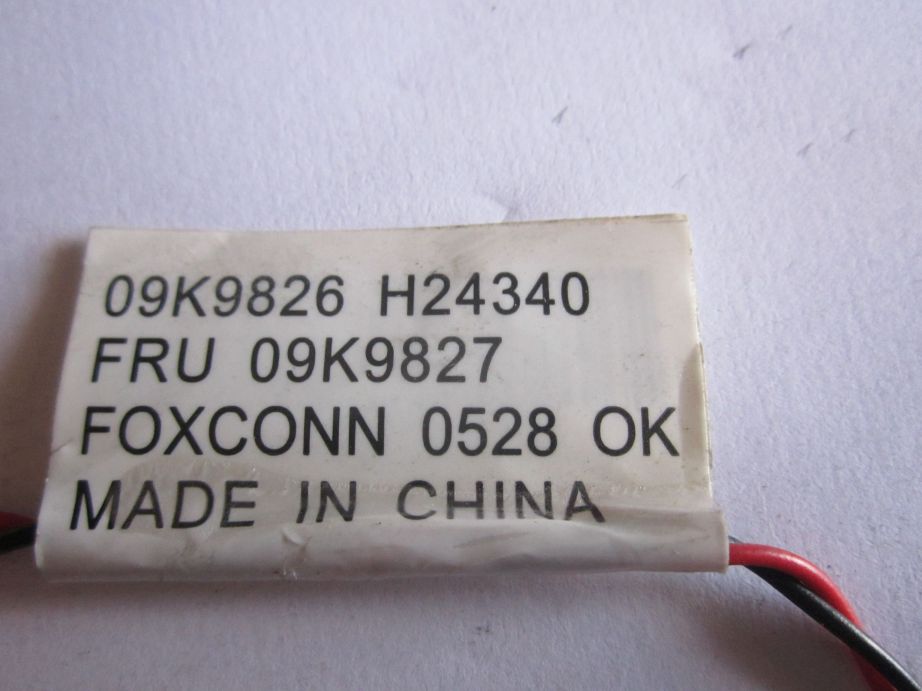 09K9826 H24340
FRU 09K9827
FOXCONN 0528 OK
MADE IN CHINA